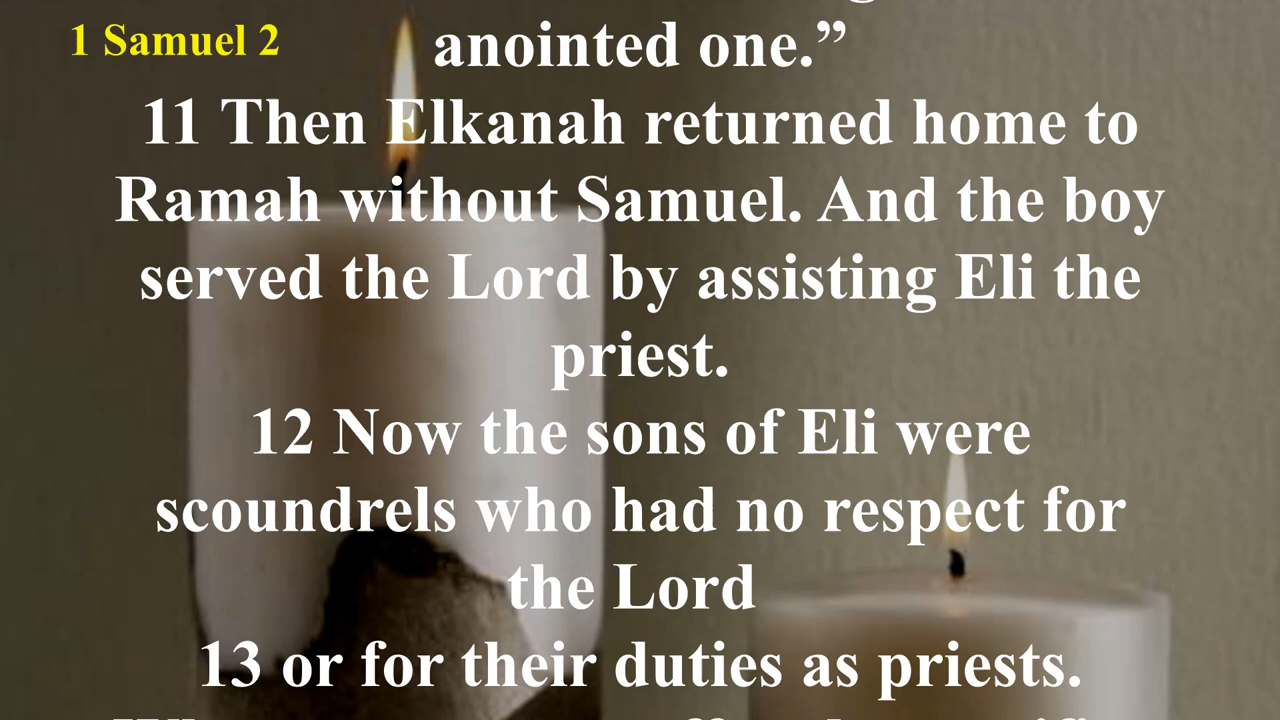 1 Samuel 2
anointed one.”
11 Then Elkanah returned home to
Ramah without Samuel. And the boy
served the Lord by assisting Eli the
priest.
12 Now the sons of Eli were
scoundrels who had no respect for
the Lord
13 or for their duties as priests.